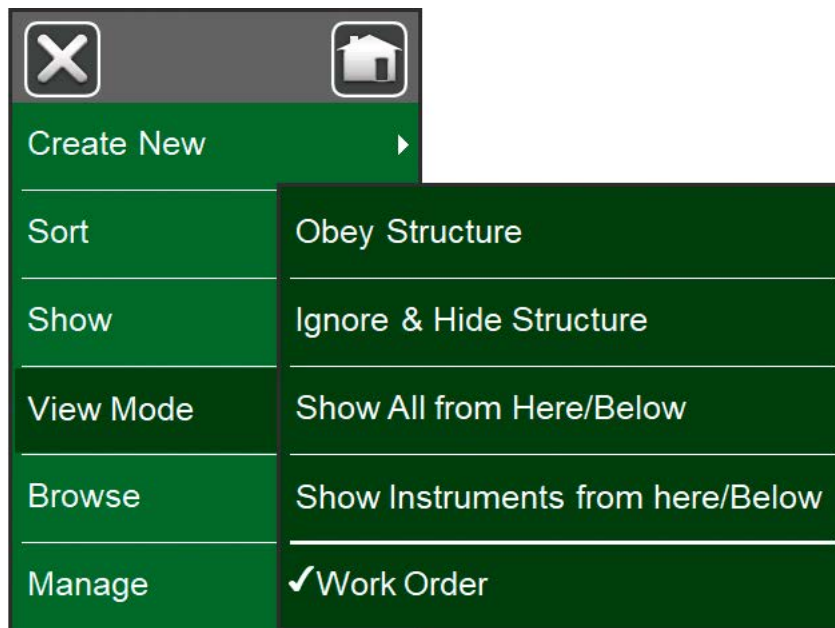 Create New
Sort
Show
View Mode
Browse
Manage
Obey Structure
Ignore & Hide Structure
Show All from Here/Below
Show Instruments from here/Below
Work Order